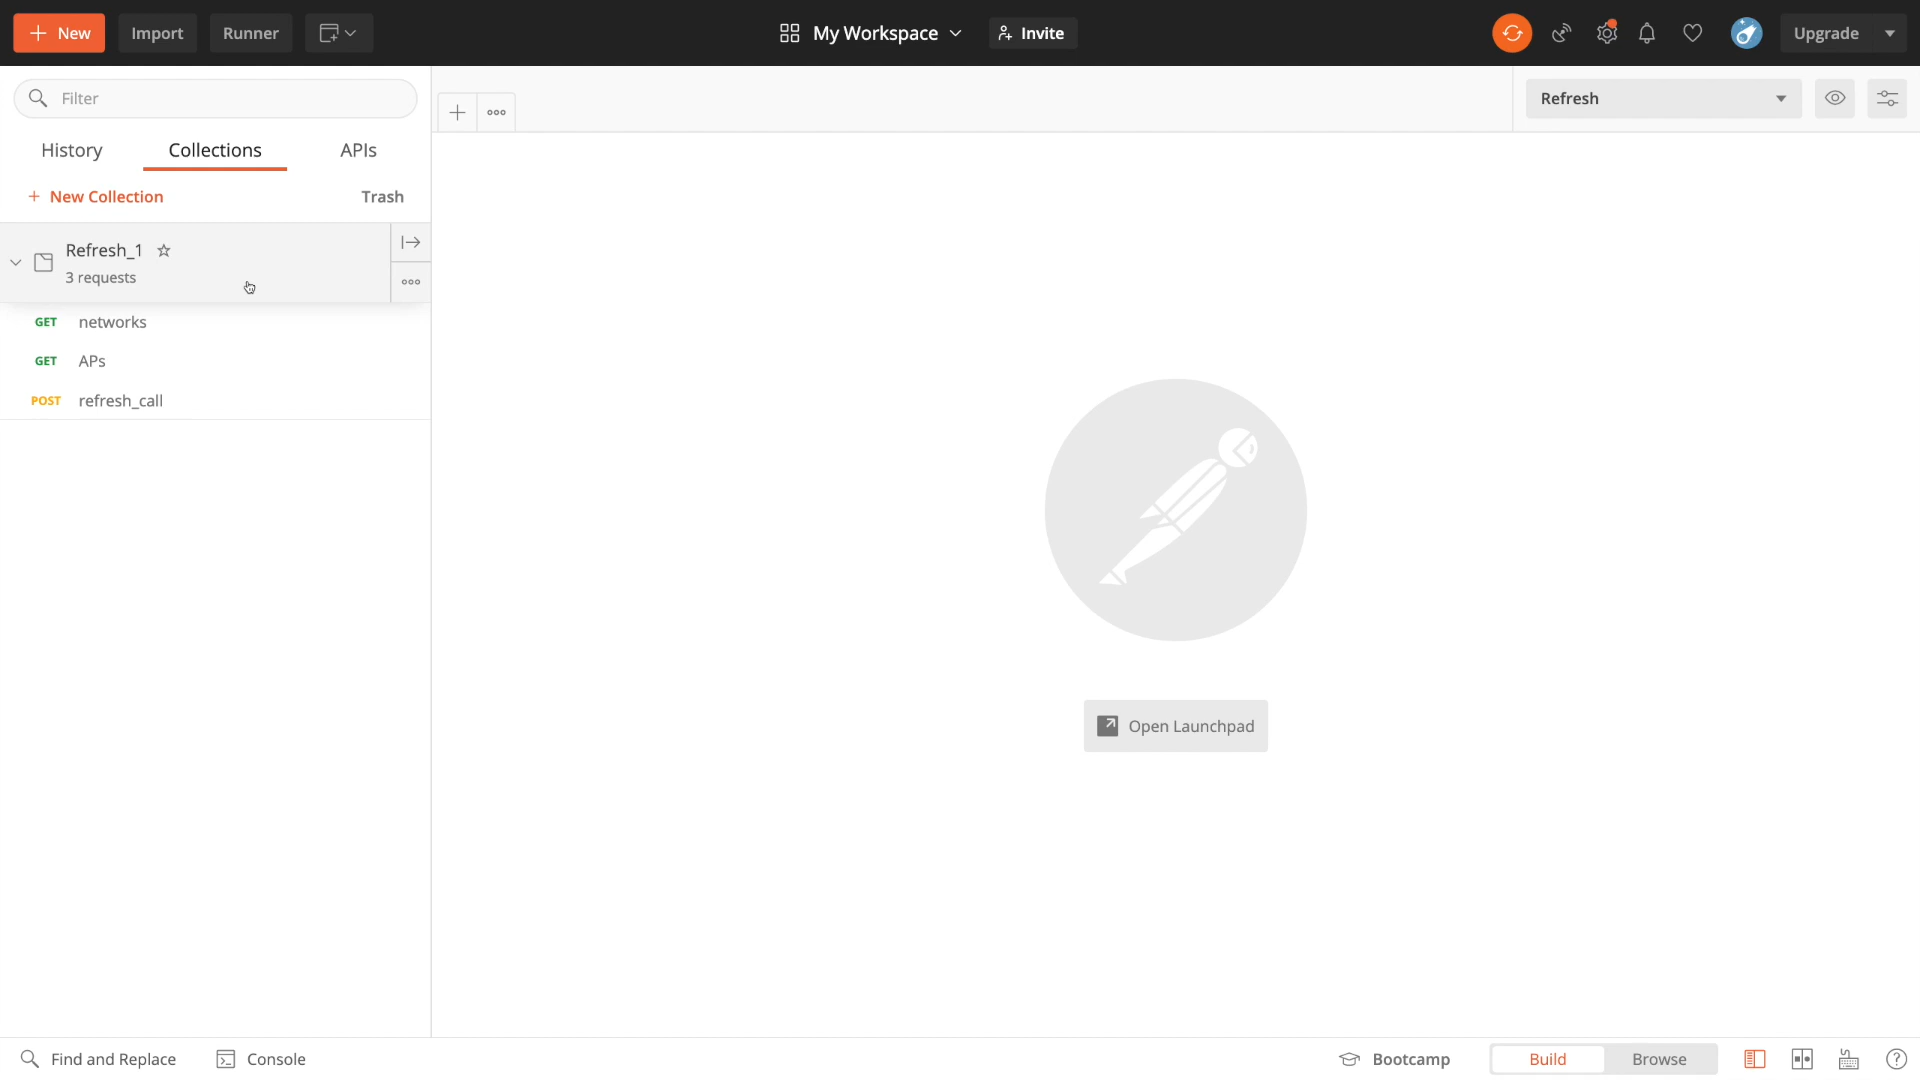 New
Import
Runner
My Workspace
Invite
Upgrade
Filter
Refresh
History
Collections
APIs
New Collection
Trash
Refresh_1
3 requests
GET networks
GET APs
POST refresh_call
Open Launchpad
Find and Replace
Console
Bootcamp
Build
Browse